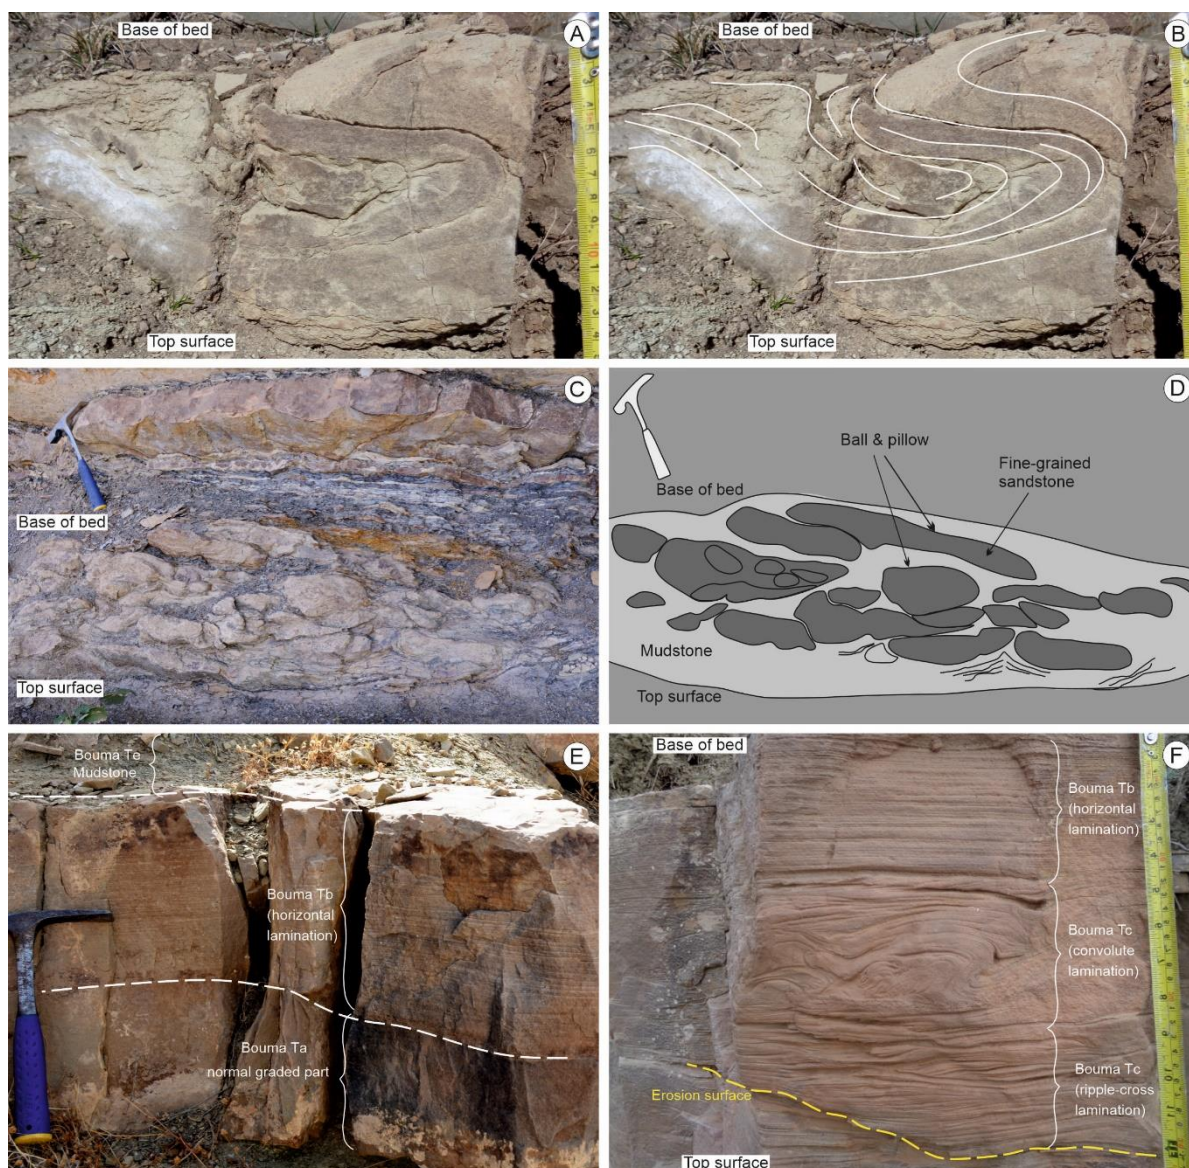 Base of bed
A
Top surface
Base of bed
B
Top surface
C
Base of bed
Top surface
D
Ball & pillow
Fine-grained
sandstone
Base of bed
Mudstone
Top surface
E
Bouma Te
Mudstone
Bouma Tb
(horizontal
lamination)
Bouma Ta
normal graded part
Base of bed
F
Bouma Tb
(horizontal
lamination)
Bouma Tc
(convolute
lamination)
Bouma Tc
(ripple-cross
lamination)
Erosion surface
Top surface